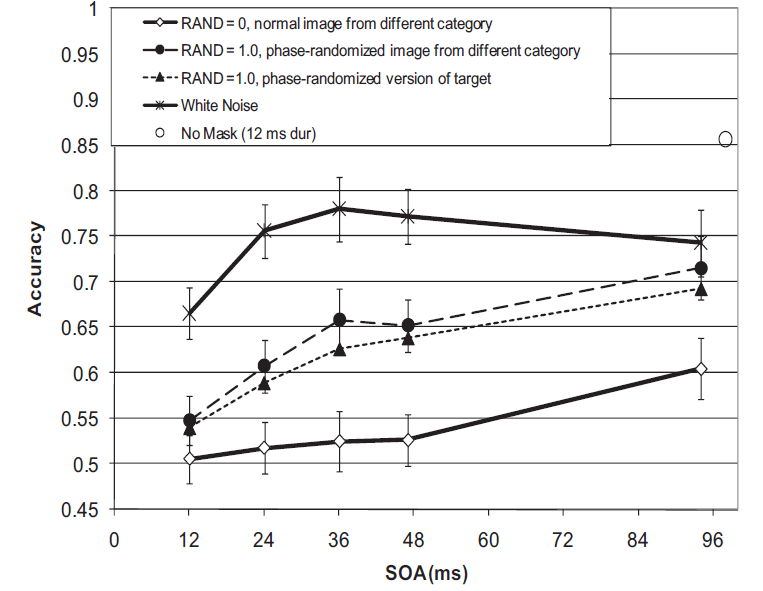 RAND = 0, normal image from different category
RAND = 1.0, phase-randomized image from different category
RAND =1.0, phase-randomized version of target
White Noise
No Mask (12 ms dur)
1
0.95
0.9
0.85
0.8
0.75
0.7
0.65
0.6
0.55
0.5
0.45
Accuracy
0 12 24 36 48 60 72 84 96
SOA(ms)